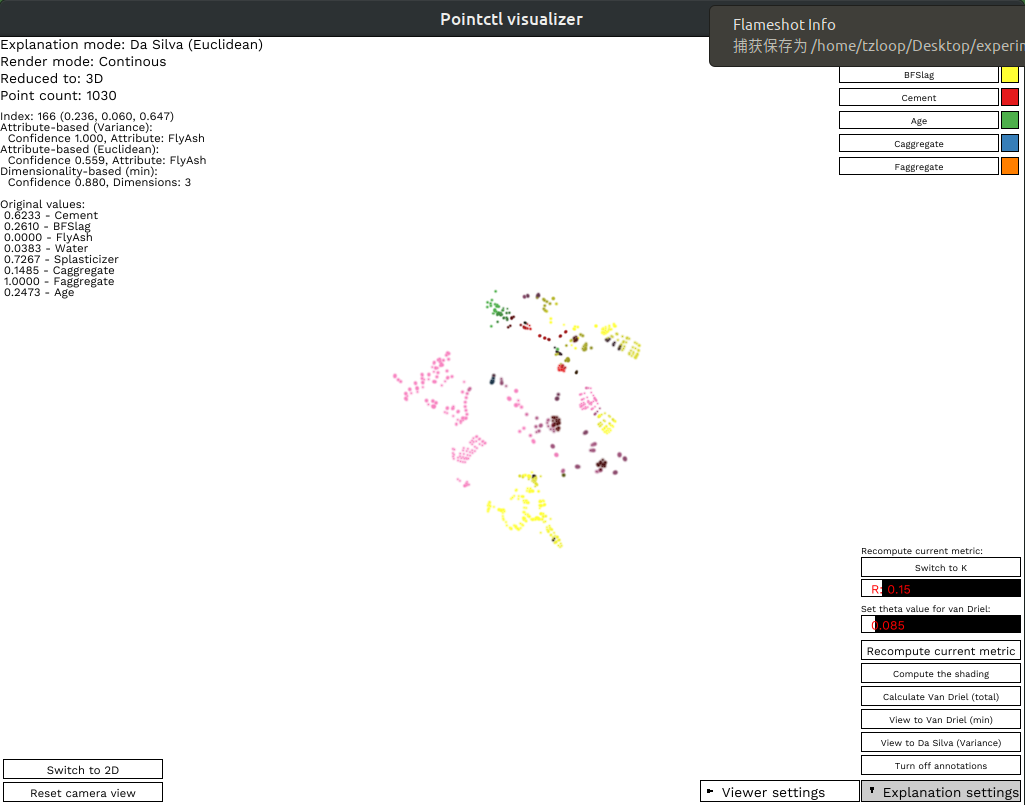 Pointctl visualizer
Flameshot Info
捕获保存为 /home/tzloop/Desktop/experim
Explanation mode: Da Silva (Euclidean)
Render mode: Continous
Reduced to: 3D
Point count: 1030
Index: 166 (0.236, 0.060, 0.647)
Attribute-based (Variance):
Confidence 1.000, Attribute: FlyAsh
Attribute-based (Euclidean):
Confidence 0.559, Attribute: FlyAsh
Dimensionality-based (min):
Confidence 0.880, Dimensions: 3
Original values:
0.6233 - Cement
0.2610 - BFSlag
0.0000 - FlyAsh
0.0383 - Water
0.7267 - Splasticizer
0.1485 - Caggregate
1.0000 - Faggregate
0.2473 - Age
BFSlag
Cement
Age
Caggregate
Faggregate
Recompute current metric:
Switch to K
R: 0.15
Set theta value for van Driel:
0.085
Recompute current metric
Compute the shading
Calculate Van Driel (total)
View to Van Driel (min)
View to Da Silva (Variance)
Turn off annotations
Switch to 2D
Reset camera view
Viewer settings
Explanation settings